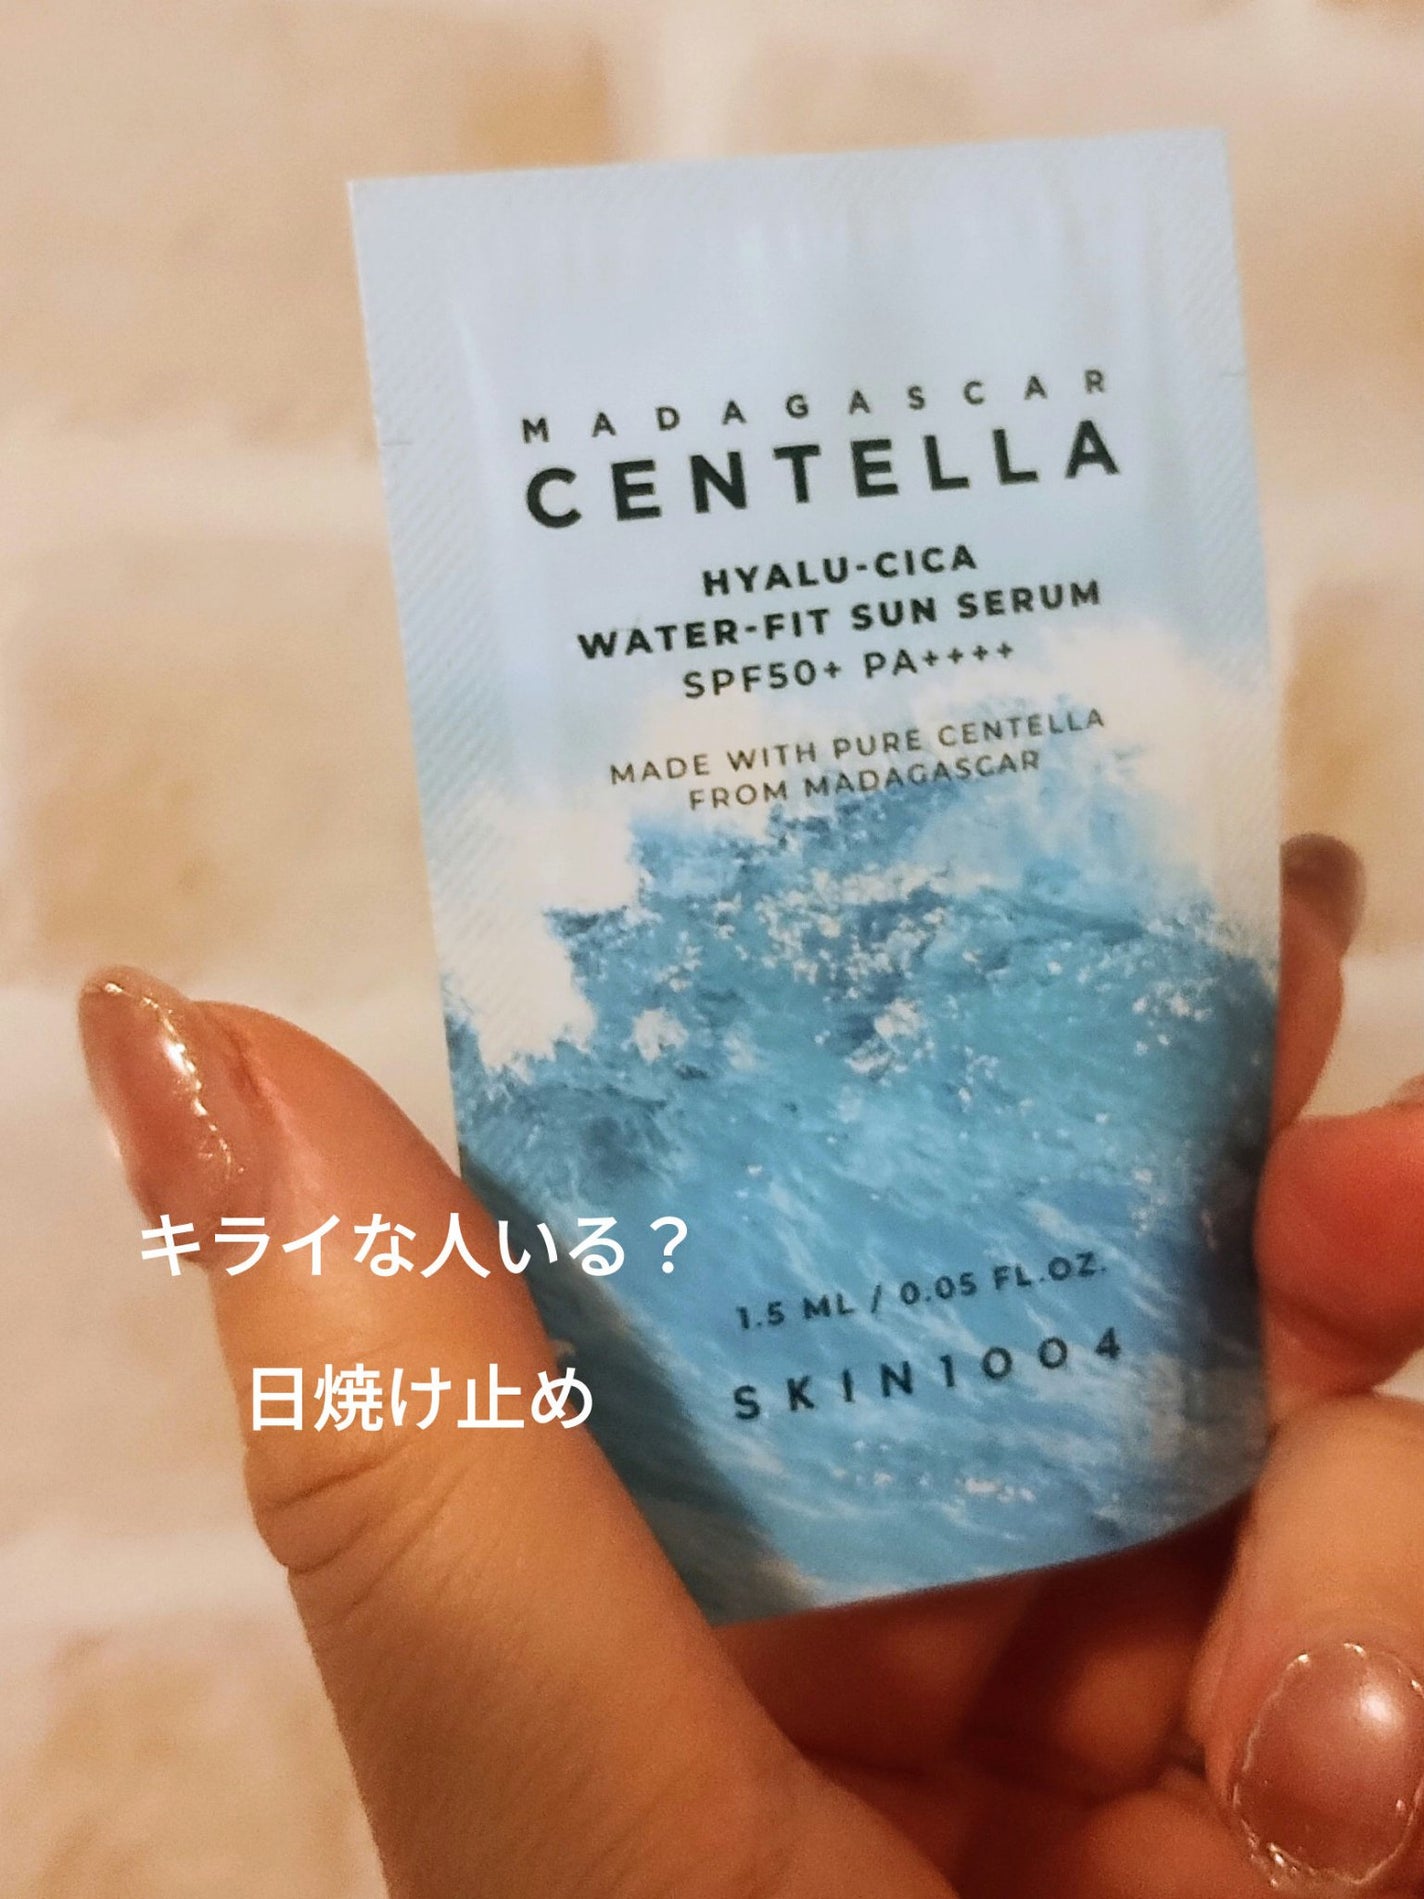 MADAGASCAR
CENTELLA
HYALU-CICA
WATER-FIT SUN SERUM
SPF50+ PA++++
MADE WITH PURE CENTELLA
FROM MADAGASCAR
キライな人いる？
日焼け止め
1.5 ML / 0.05 FL.OZ.
SKIN1004